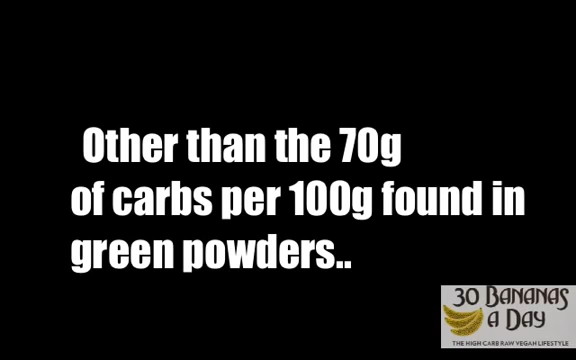 Other than the 70g
of carbs per 100g found in
green powders..
30 BANANAS
A DAY
THE HIGH CARB RAW VEGAN LIFESTYLE